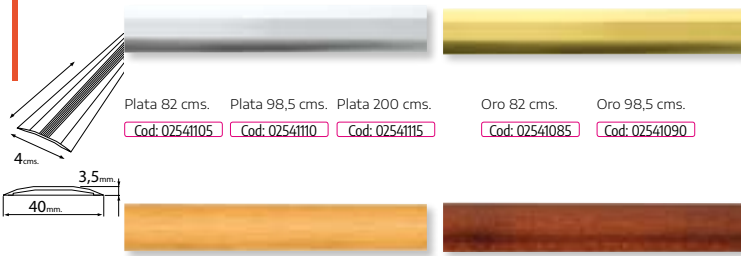 Plata 82 cms. Plata 98,5 cms. Plata 200 cms. Oro 82 cms. Oro 98,5 cms.
Cod: 02541105 Cod: 02541110 Cod: 02541115 Cod: 02541085 Cod: 02541090
4cms.
3,5mm.
40mm.